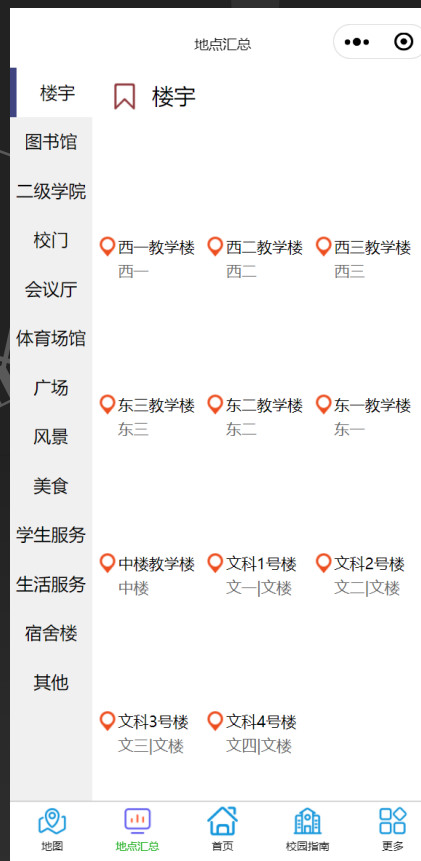 地点汇总
楼宇
图书馆
二级学院
校门
会议厅
体育场馆
广场
风景
美食
学生服务
生活服务
宿舍楼
其他
楼宇
西一教学楼 西二教学楼 西三教学楼
西一 西二 西三
东三教学楼 东二教学楼 东一教学楼
东三 东二 东一
中楼教学楼 文科1号楼 文科2号楼
中楼 文一|文楼 文二|文楼
文科3号楼 文科4号楼
文三|文楼 文四|文楼
地图 地点汇总 首页 校园指南 更多